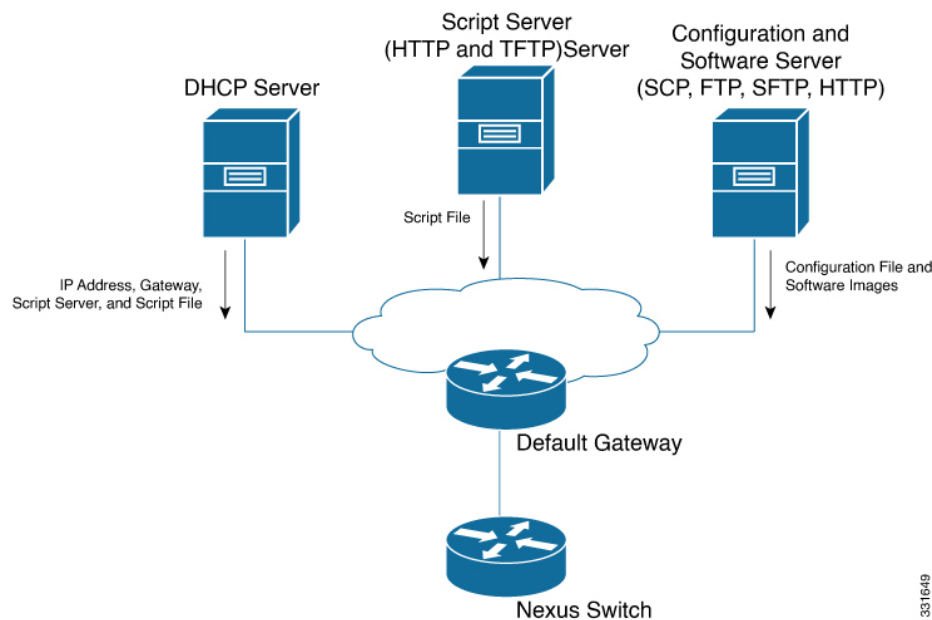 Script Server
(HTTP and TFTP)Server
Configuration and
Software Server
(SCP, FTP, SFTP, HTTP)
DHCP Server
Script File
IP Address, Gateway,
Script Server, and Script File
Configuration File and
Software Images
Default Gateway
Nexus Switch
331649